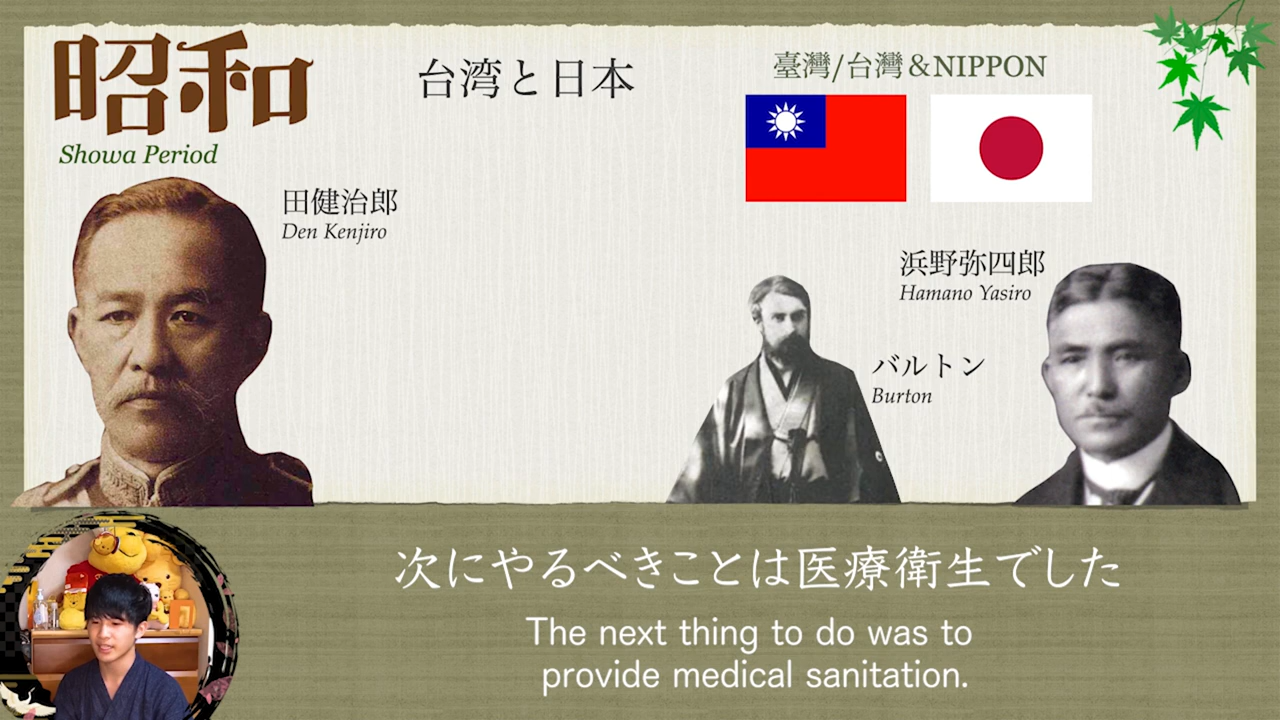 昭和
Showa Period
台湾と日本
臺灣/台灣&NIPPON
田健治郎
Den Kenjiro
浜野弥四郎
Hamano Yasiro
バルトン
Burton
次にやるべきことは医療衛生でした
The next thing to do was to
provide medical sanitation.